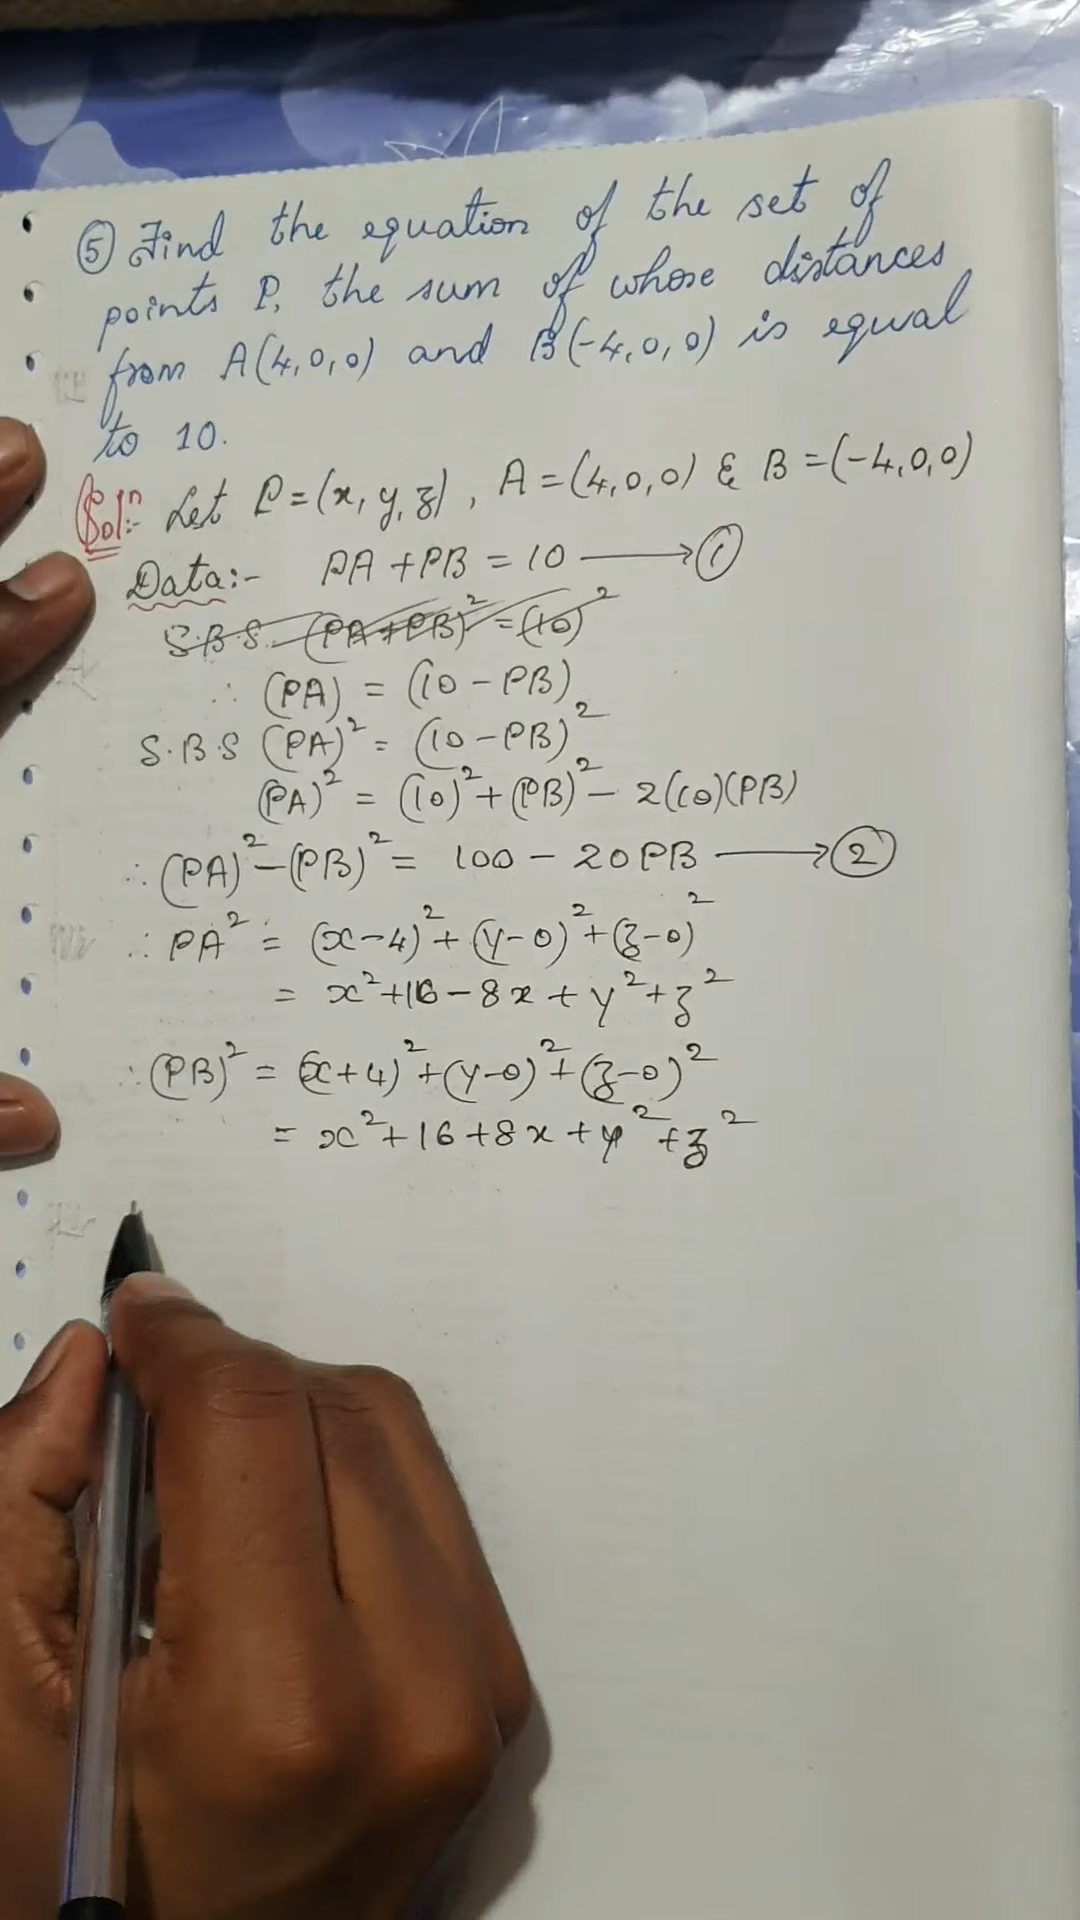 ⑤ Find the equation of the set of
points P, the sum of whose distances
from A(4,0,0) and B(-4,0,0) is equal
to 10.
Solⁿ:- Let P=(x,y,z), A=(4,0,0) & B=(-4,0,0)
Data:- PA+PB=10 ⟶ ①
S.B.S. (PA+PB)²=(10)²
∴ (PA) = (10-PB)
S.B.S (PA)² = (10-PB)²
(PA)² = (10)²+(PB)²-2(10)(PB)
∴ (PA)²-(PB)² = 100-20PB ⟶ ②
∴ PA² = (x-4)²+(y-0)²+(z-0)²
= x²+16-8x+y²+z²
∴ (PB)² = (x+4)²+(y-0)²+(z-0)²
= x²+16+8x+y²+z²